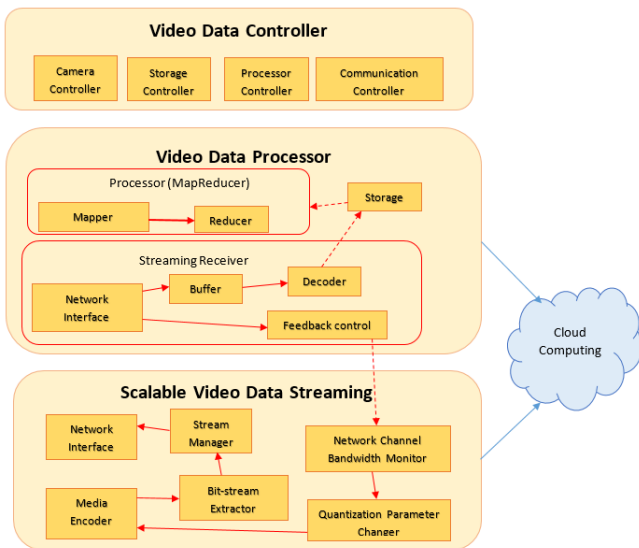 Video Data Controller
Camera
Controller
Storage
Controller
Processor
Controller
Communication
Controller
Video Data Processor
Processor (MapReducer)
Mapper
Reducer
Storage
Streaming Receiver
Network
Interface
Buffer
Decoder
Feedback control
Cloud
Computing
Scalable Video Data Streaming
Network
Interface
Stream
Manager
Network Channel
Bandwidth Monitor
Media
Encoder
Bit-stream
Extractor
Quantization Parameter
Changer